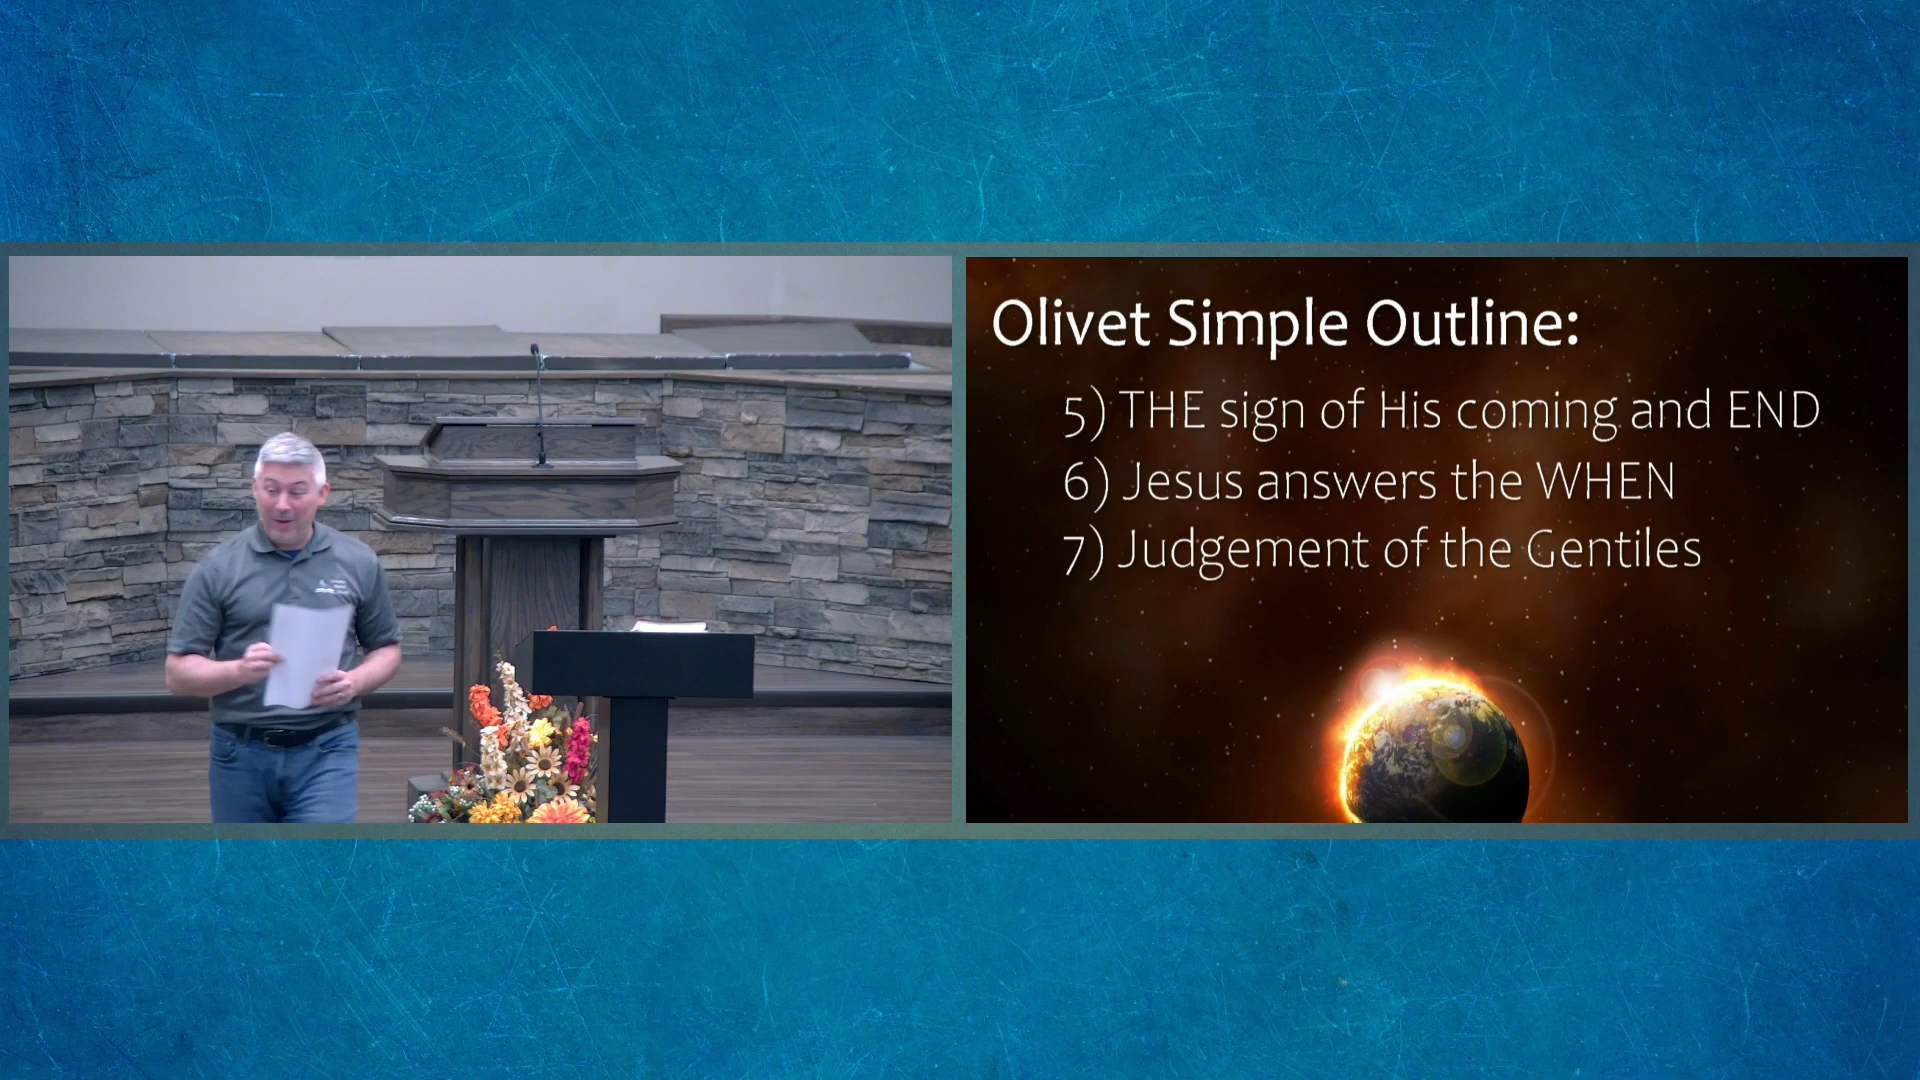 Olivet Simple Outline:
5) THE sign of His coming and END
6) Jesus answers the WHEN
7) Judgement of the Gentiles